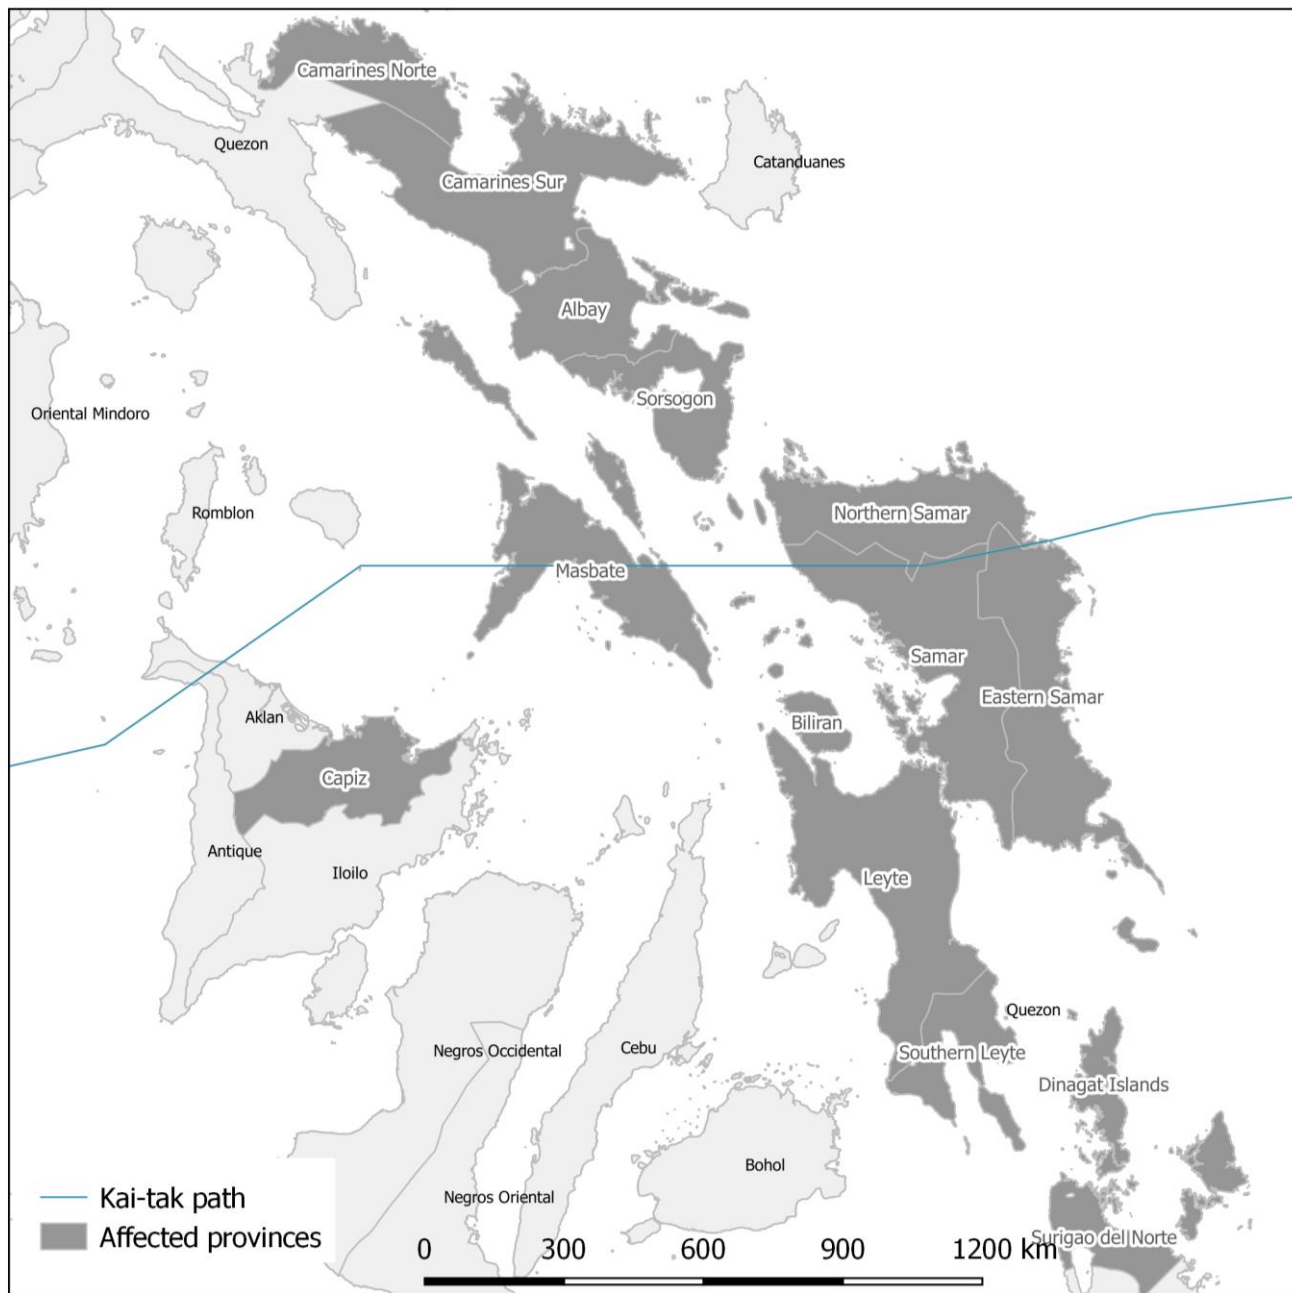 Camarines Norte
Quezon
Catanduanes
Camarines Sur
Albay
Sorsogon
Oriental Mindoro
Romblon
Northern Samar
Masbate
Samar
Eastern Samar
Aklan
Biliran
Capiz
Antique
Iloilo
Leyte
Quezon
Negros Occidental
Cebu
Southern Leyte
Dinagat Islands
Bohol
Negros Oriental
Surigao del Norte
Kai-tak path
Affected provinces
0 300 600 900 1200 km